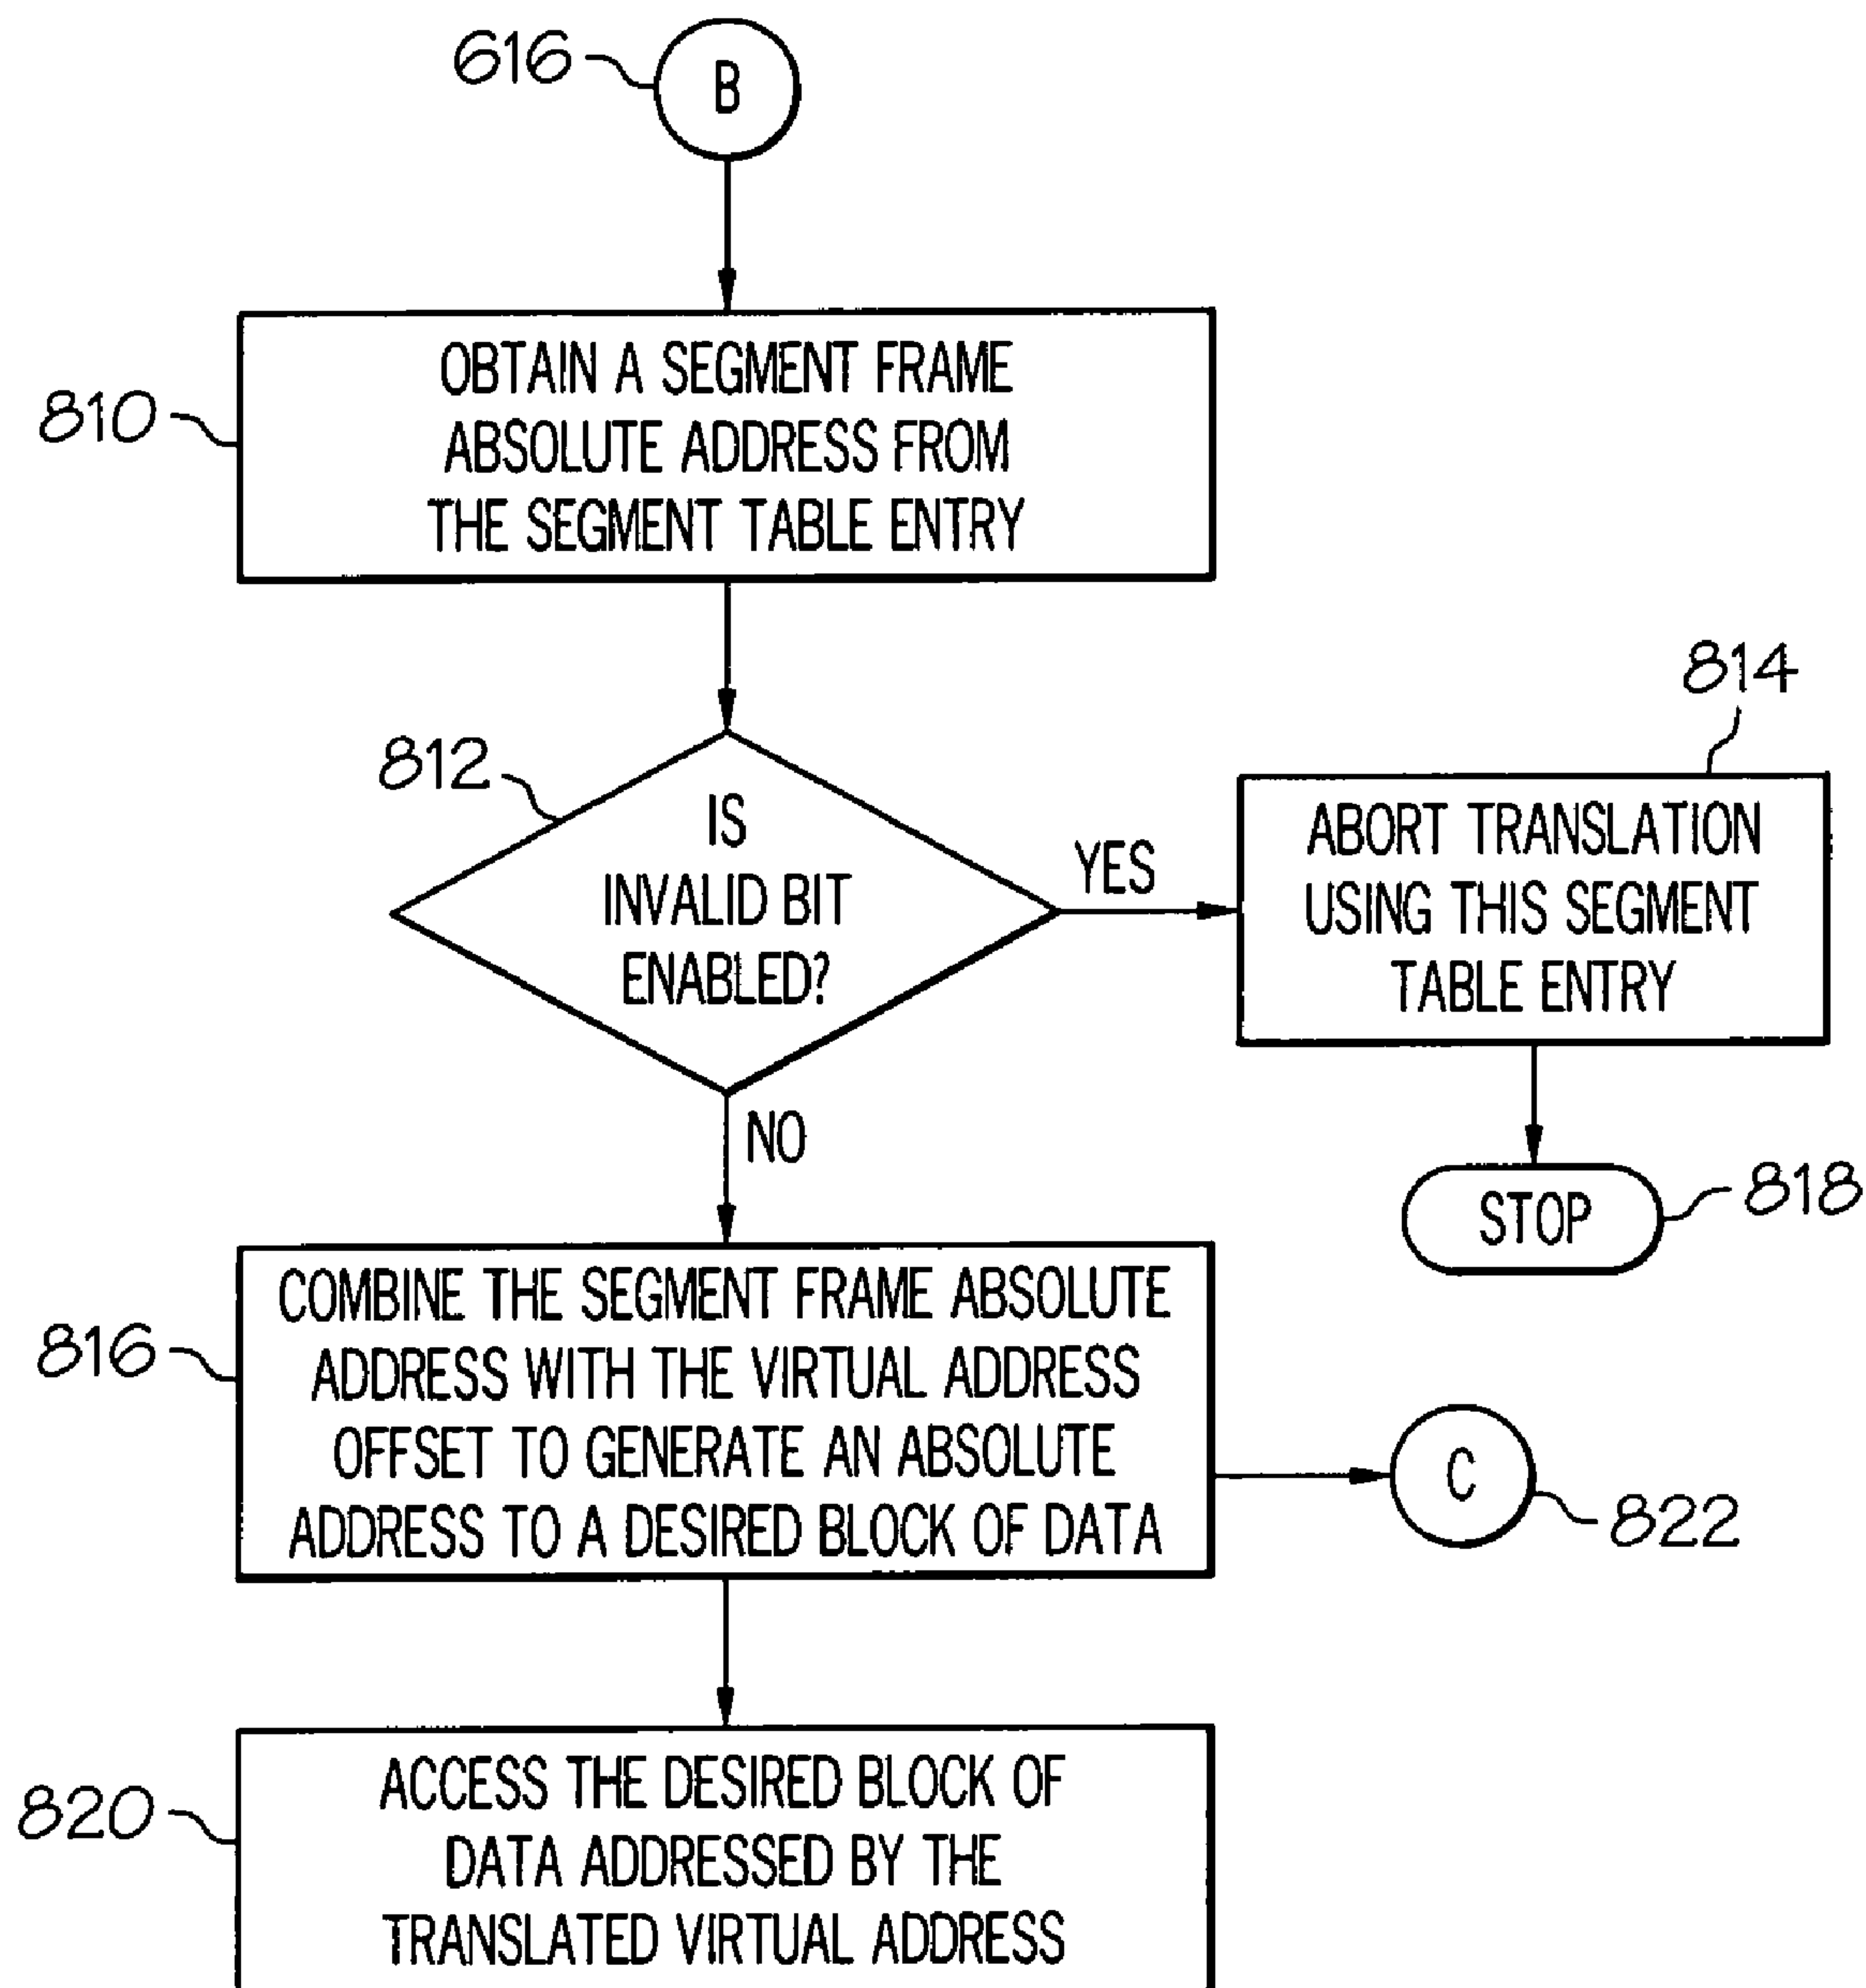 616
B
810
OBTAIN A SEGMENT FRAME
ABSOLUTE ADDRESS FROM
THE SEGMENT TABLE ENTRY
812
IS
INVALID BIT
ENABLED?
YES
814
ABORT TRANSLATION
USING THIS SEGMENT
TABLE ENTRY
STOP
818
NO
816
COMBINE THE SEGMENT FRAME ABSOLUTE
ADDRESS WITH THE VIRTUAL ADDRESS
OFFSET TO GENERATE AN ABSOLUTE
ADDRESS TO A DESIRED BLOCK OF DATA
C
822
820
ACCESS THE DESIRED BLOCK OF
DATA ADDRESSED BY THE
TRANSLATED VIRTUAL ADDRESS